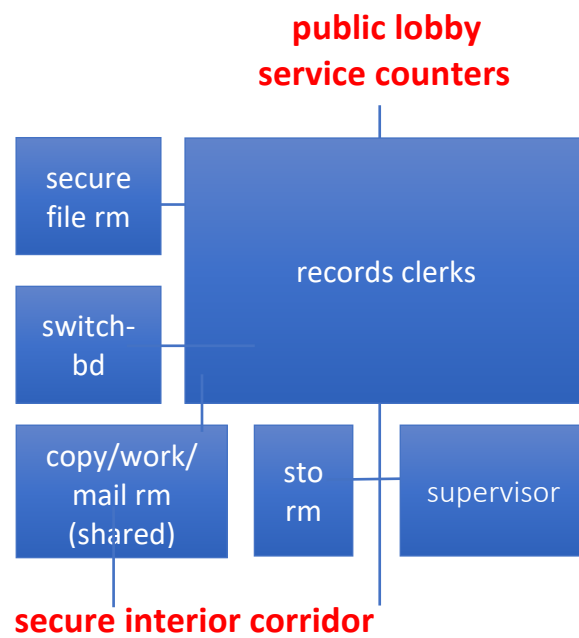 public lobby
service counters
secure
file rm
records clerks
switch-
bd
copy/work/
mail rm
(shared)
sto
rm
supervisor
secure interior corridor